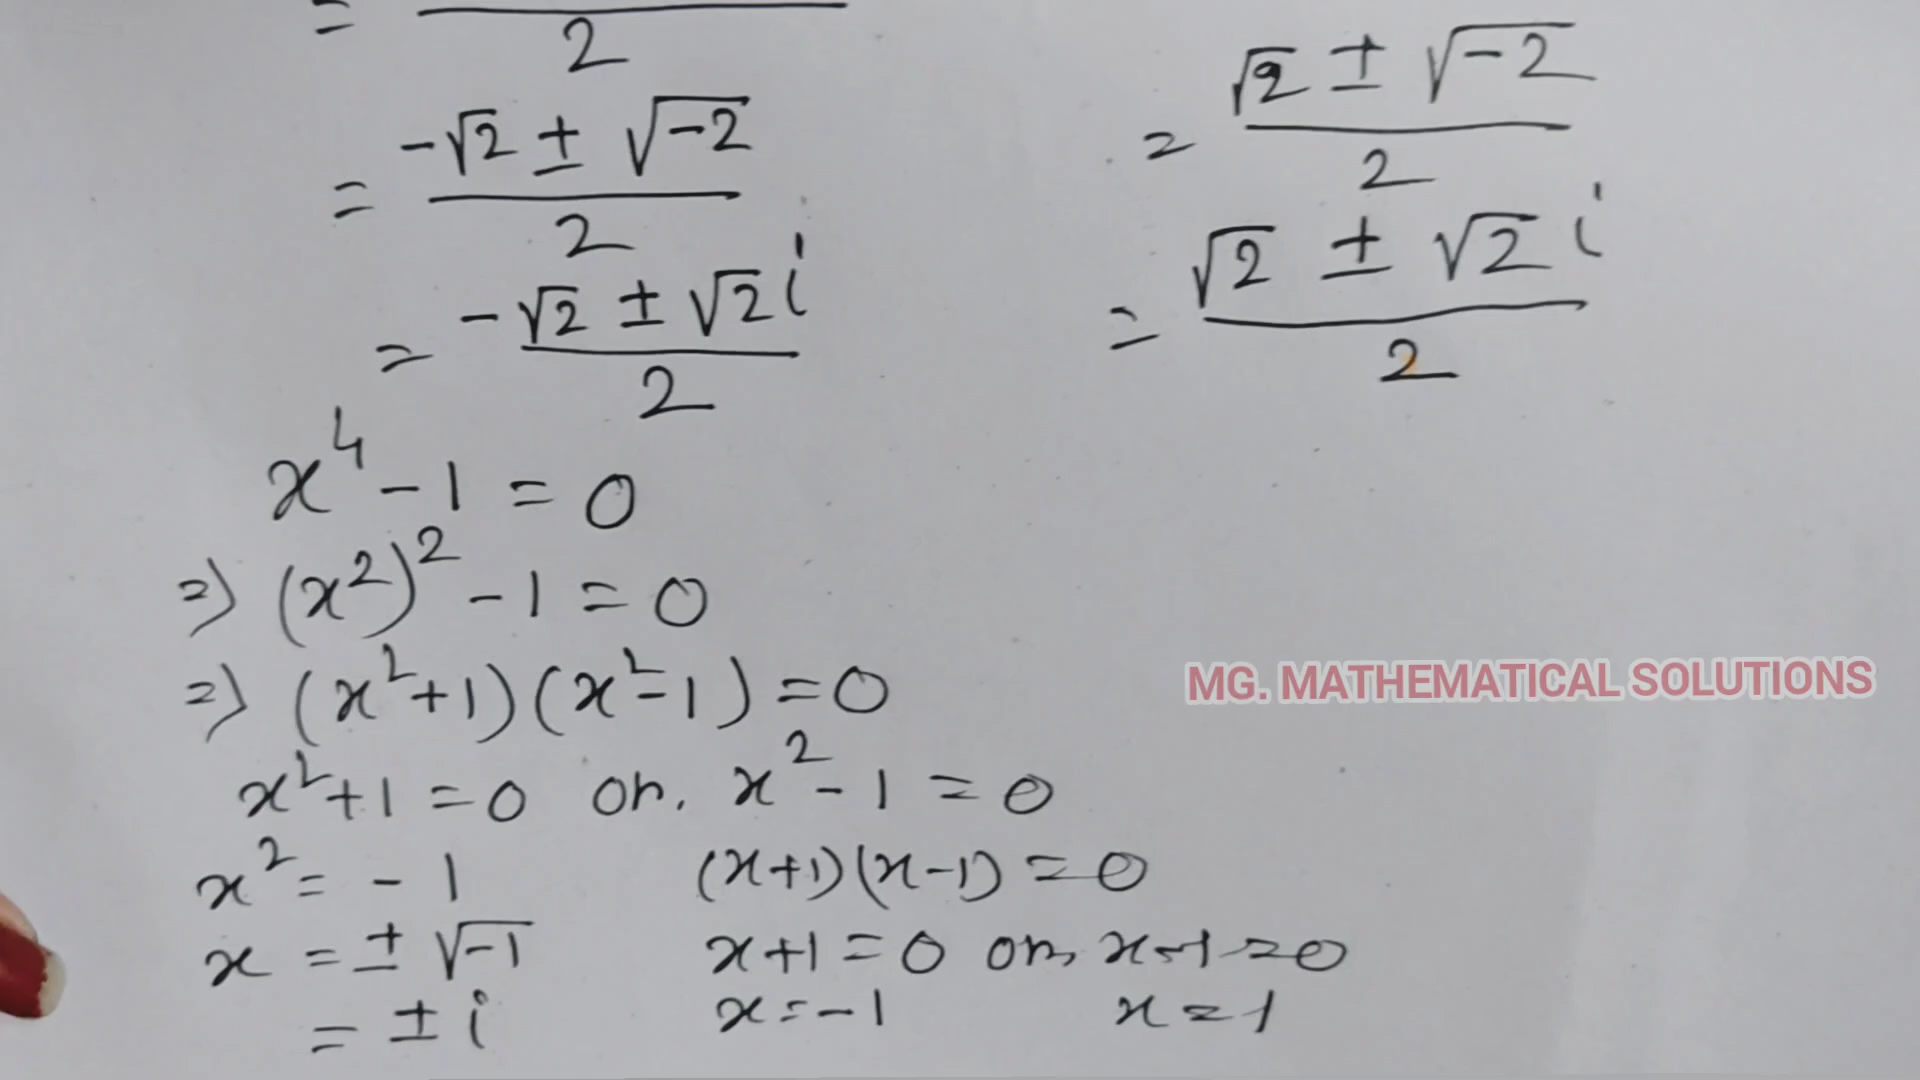 = 2
= (-√2 ± √-2) / 2
= (-√2 ± √2 i) / 2
= (√2 ± √-2) / 2
= (√2 ± √2 i) / 2
x⁴ - 1 = 0
⇒ (x²)² - 1 = 0
⇒ (x²+1)(x²-1) = 0
x²+1 = 0 or, x²-1 = 0
x² = -1 (x+1)(x-1) = 0
x = ± √-1 x+1 = 0 or, x-1 = 0
= ± i x = -1 x = 1
MG. MATHEMATICAL SOLUTIONS